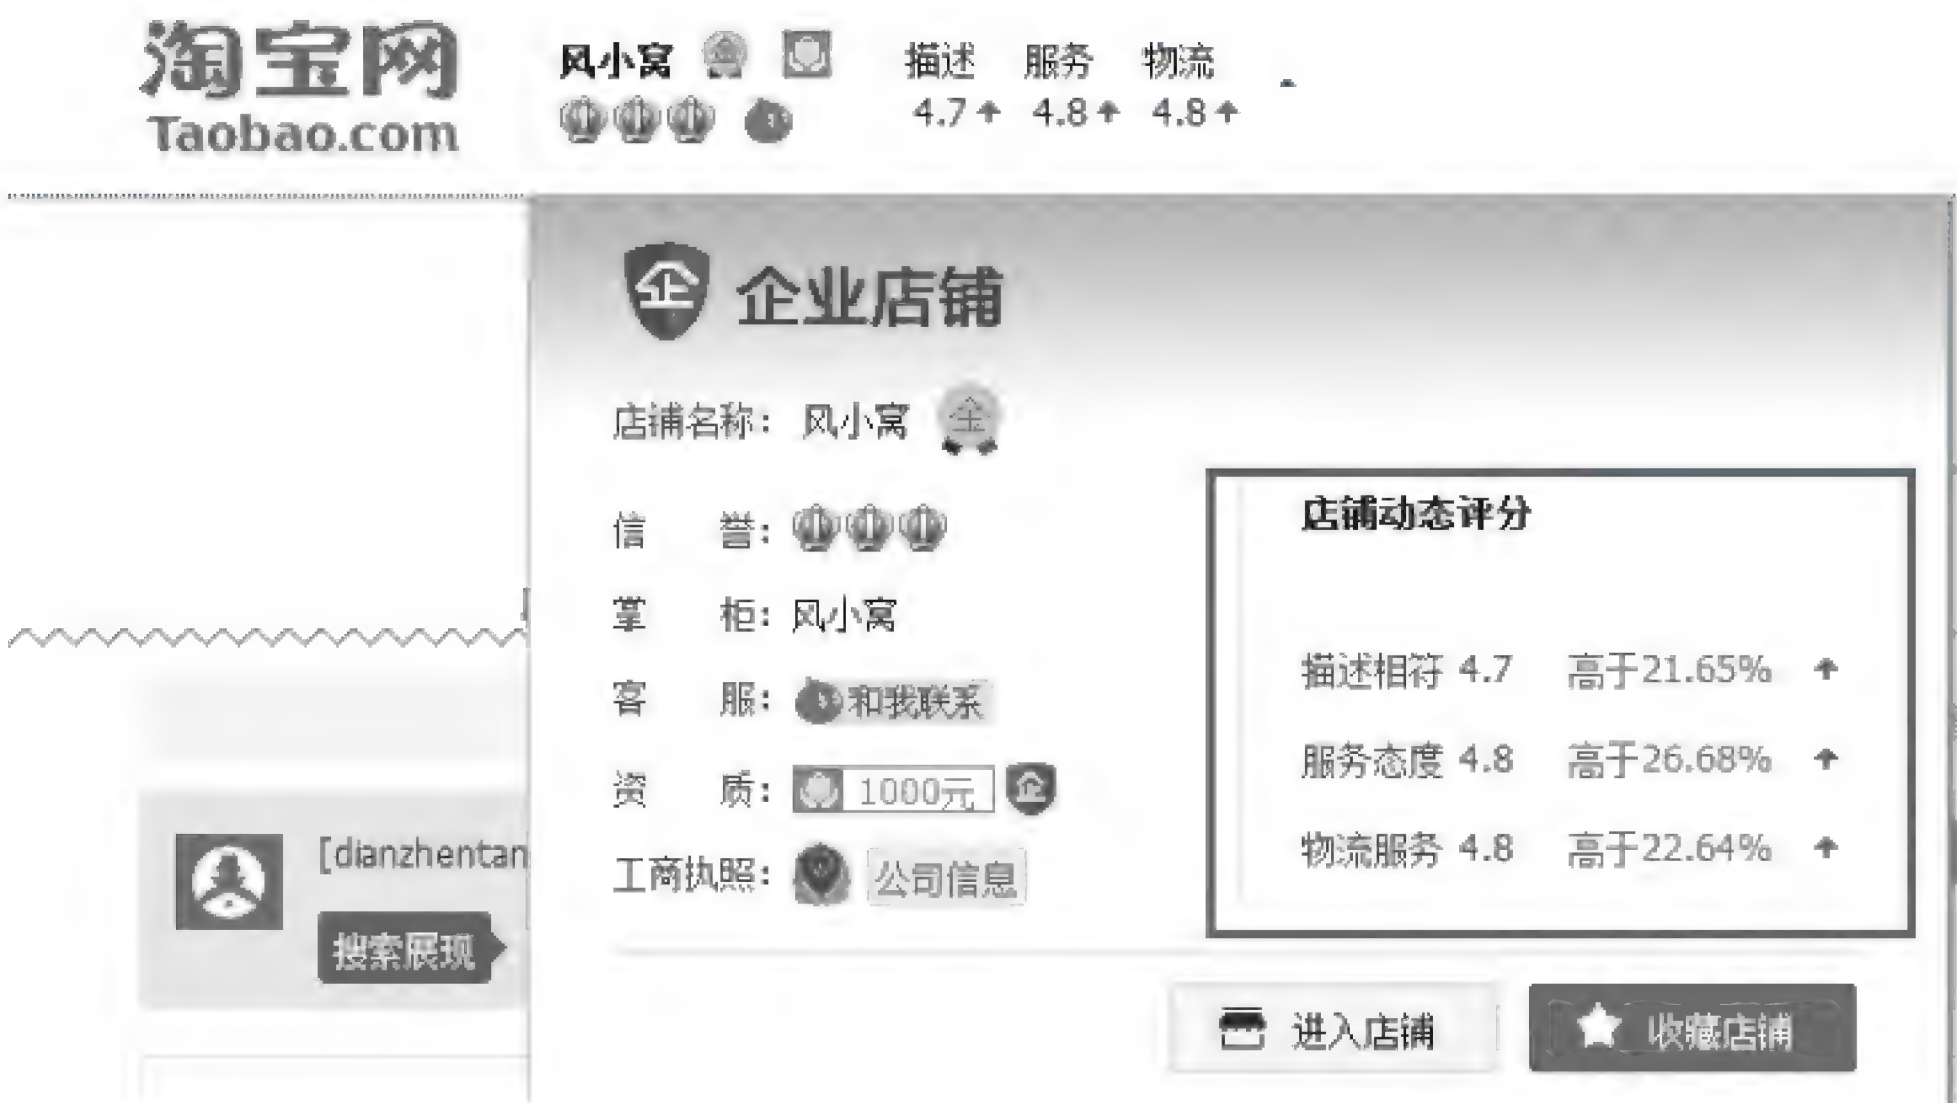 淘宝网
Taobao.com
风小窝 描述 服务 物流
4.7 4.8 4.8
企业店铺
店铺名称： 风小窝
信 誉：
掌 柜： 风小窝
客 服： 和我联系
资 质： 1000元
工商执照： 公司信息
店铺动态评分
描述相符 4.7 高于21.65%
服务态度 4.8 高于26.68%
物流服务 4.8 高于22.64%
[dianzhentan
搜索展现
进入店铺
收藏店铺